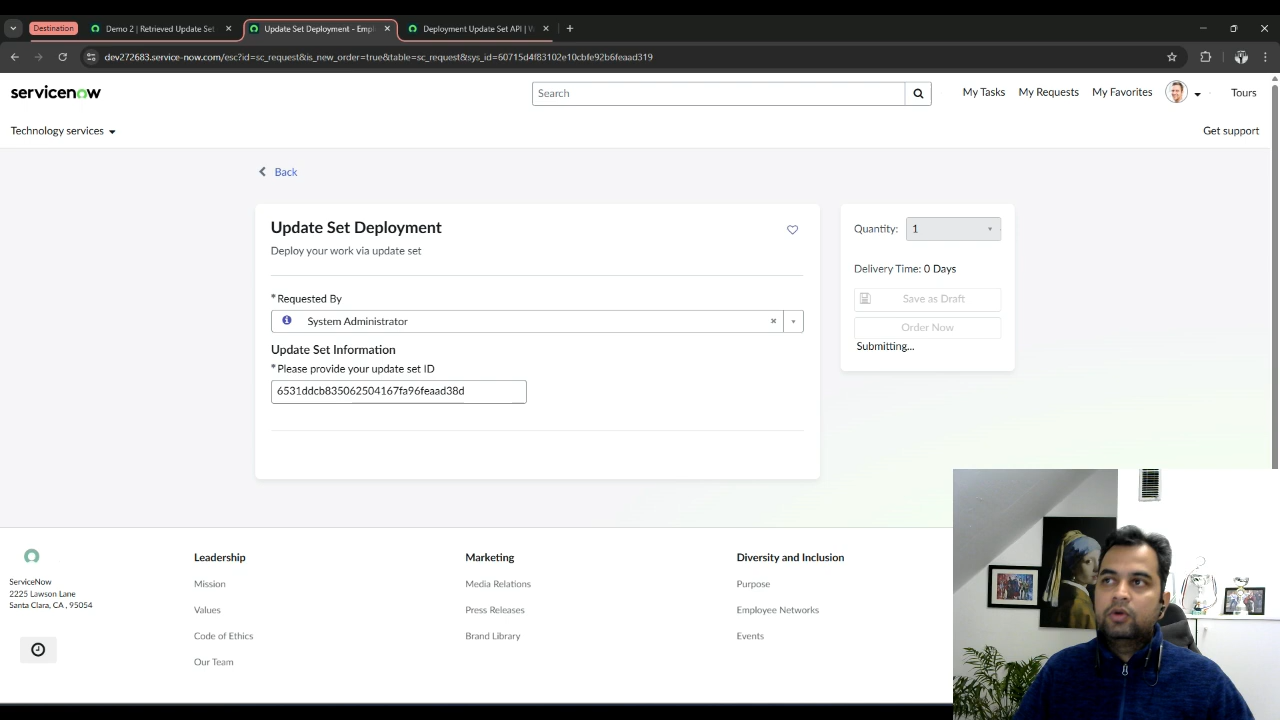 Destination
Demo 2 | Retrieved Update Set
Update Set Deployment - Empl
Deployment Update Set API | W
dev272683.service-now.com/esc?id=sc_request&is_new_order=true&table=sc_request&sys_id=60715d4f83102e10cbfe92b6feaad319
servicenow
Search
My Tasks
My Requests
My Favorites
Tours
Technology services
Get support
Back
Update Set Deployment
Deploy your work via update set
* Requested By
System Administrator
Update Set Information
* Please provide your update set ID
6531ddcb835062504167fa96feaad38d
Quantity: 1
Delivery Time: 0 Days
Save as Draft
Order Now
Submitting...
Leadership
Mission
Values
Code of Ethics
Our Team
Marketing
Media Relations
Press Releases
Brand Library
Diversity and Inclusion
Purpose
Employee Networks
Events
ServiceNow
2225 Lawson Lane
Santa Clara, CA , 95054